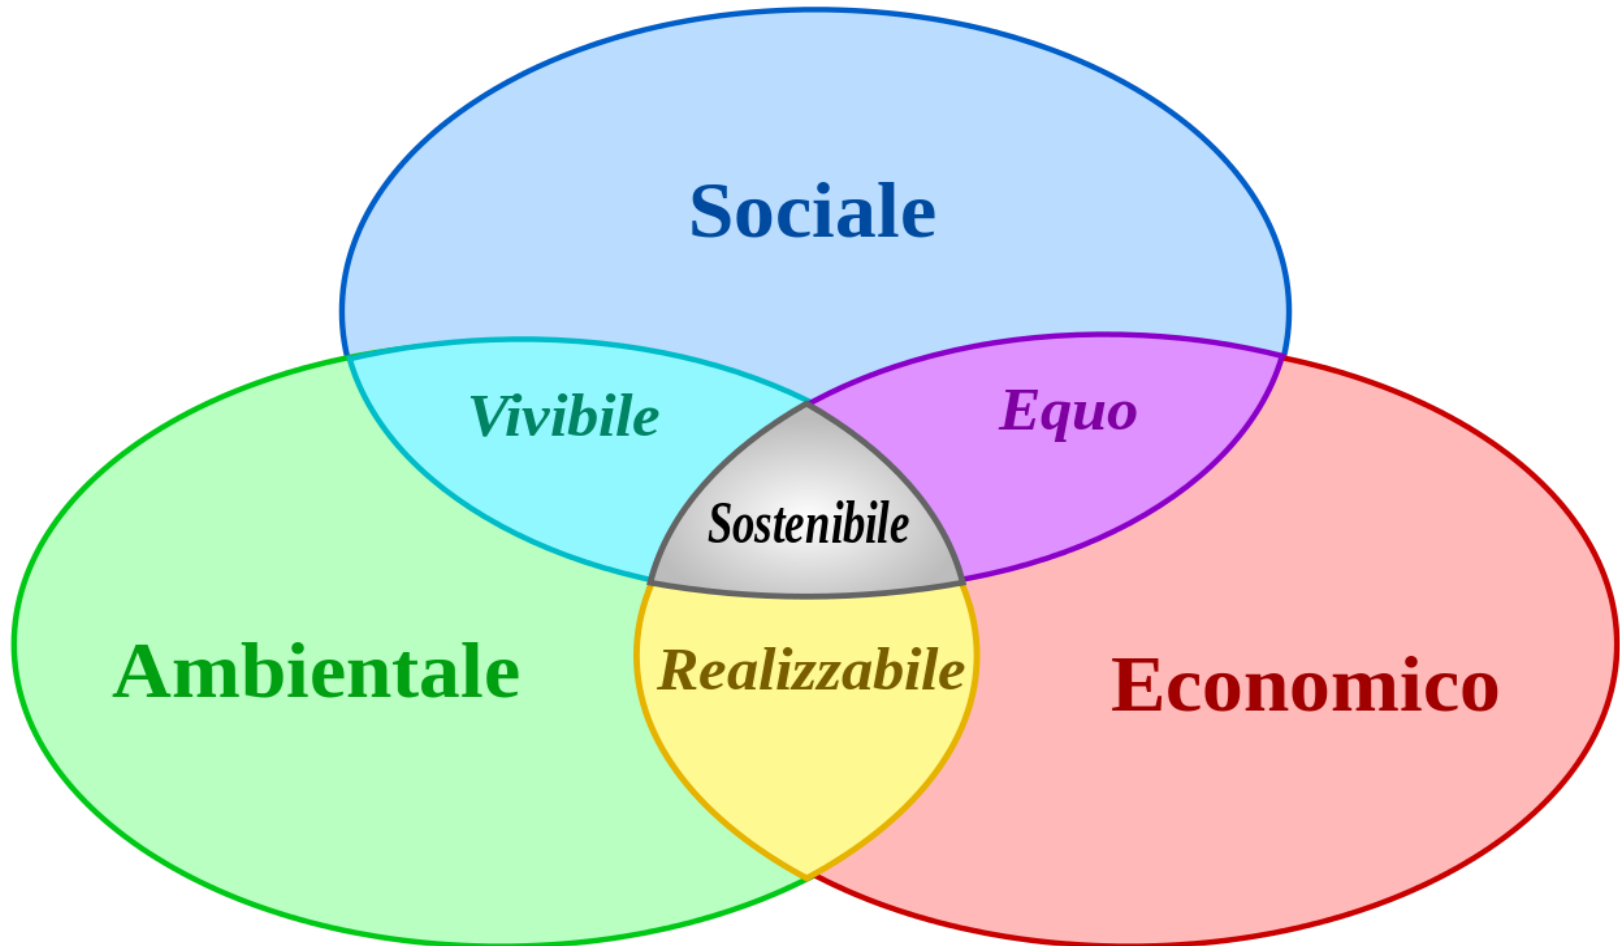 Sociale
Vivibile
Equo
Sostenibile
Ambientale
Realizzabile
Economico